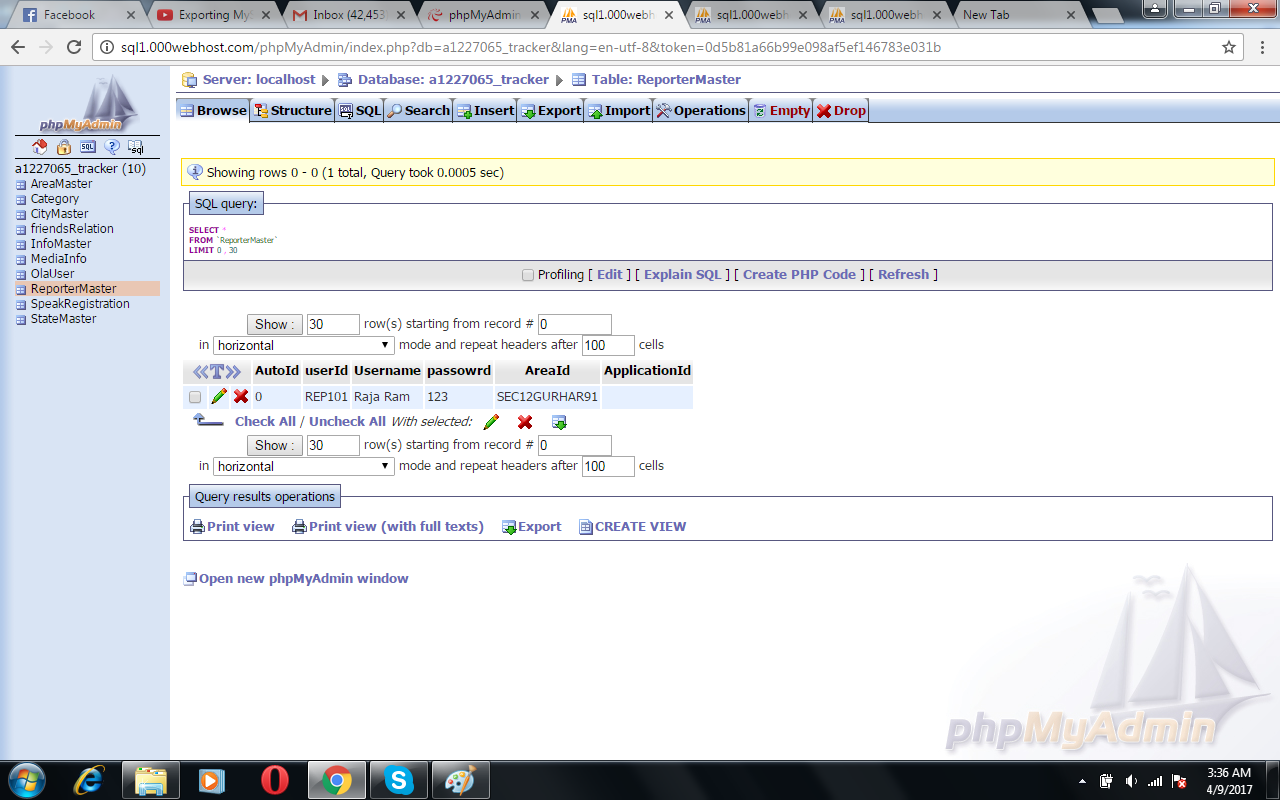 Facebook
Exporting MyS
Inbox (42,453)
phpMyAdmin
sql1.000webh
sql1.000webh
sql1.000webh
New Tab
sql1.000webhost.com/phpMyAdmin/index.php?db=a1227065_tracker&lang=en-utf-8&token=0d5b81a66b99e098af5ef146783e031b
phpMyAdmin
SQL
sql
a1227065_tracker (10)
AreaMaster
Category
CityMaster
friendsRelation
InfoMaster
MediaInfo
OlaUser
ReporterMaster
SpeakRegistration
StateMaster
Server: localhost Database: a1227065_tracker Table: ReporterMaster
Browse Structure SQL Search Insert Export Import Operations Empty Drop
Showing rows 0 - 0 (1 total, Query took 0.0005 sec)
SQL query:
SELECT *
FROM `ReporterMaster`
LIMIT 0 , 30
Profiling [ Edit ] [ Explain SQL ] [ Create PHP Code ] [ Refresh ]
Show : 30 row(s) starting from record # 0
in horizontal mode and repeat headers after 100 cells
T AutoId userId Username passowrd AreaId ApplicationId
0 REP101 Raja Ram 123 SEC12GURHAR91
Check All / Uncheck All With selected:
Show : 30 row(s) starting from record # 0
in horizontal mode and repeat headers after 100 cells
Query results operations
Print view Print view (with full texts) Export CREATE VIEW
Open new phpMyAdmin window
phpMyAdmin
3:36 AM
4/9/2017